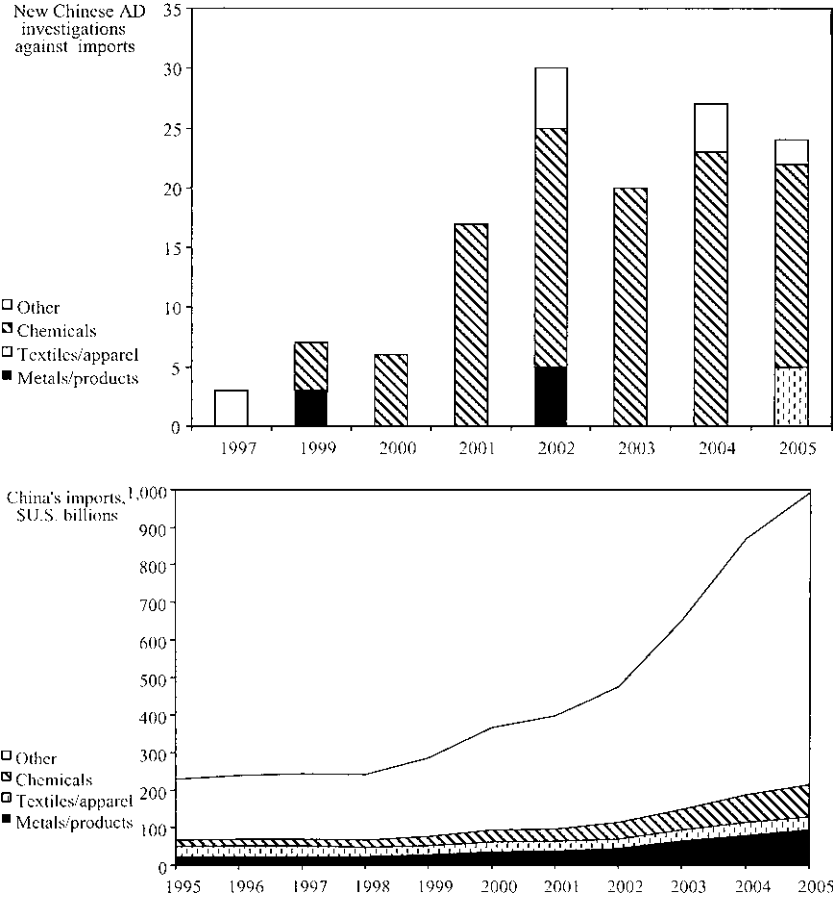 New Chinese AD
investigations
against imports
35
30
25
20
15
10
5
0
Other
Chemicals
Textiles/apparel
Metals/products
1997 1999 2000 2001 2002 2003 2004 2005
China's imports,
$U.S. billions
1,000
900
800
700
600
500
400
300
200
100
0
Other
Chemicals
Textiles/apparel
Metals/products
1995 1996 1997 1998 1999 2000 2001 2002 2003 2004 2005